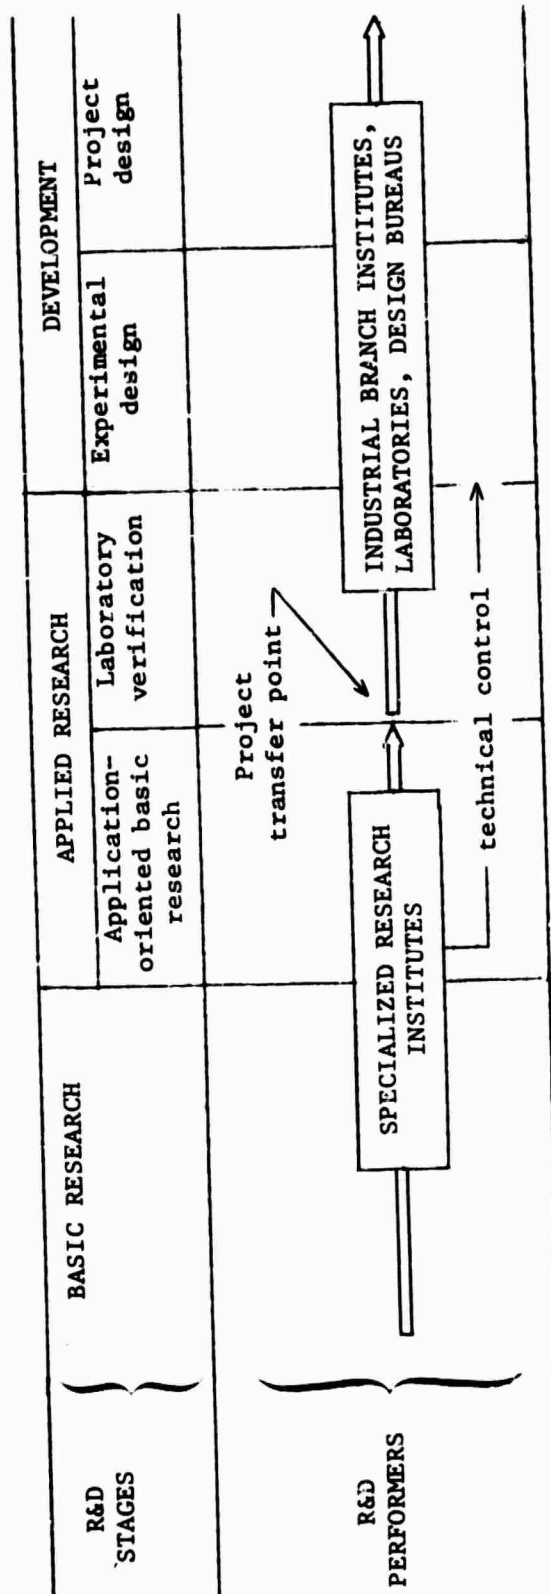 R&D
STAGES
BASIC RESEARCH
APPLIED RESEARCH
DEVELOPMENT
Application-
oriented basic
research
Laboratory
verification
Experimental
design
Project
design
R&D
PERFORMERS
SPECIALIZED RESEARCH
INSTITUTES
Project
transfer point
INDUSTRIAL BRANCH INSTITUTES,
LABORATORIES, DESIGN BUREAUS
technical control